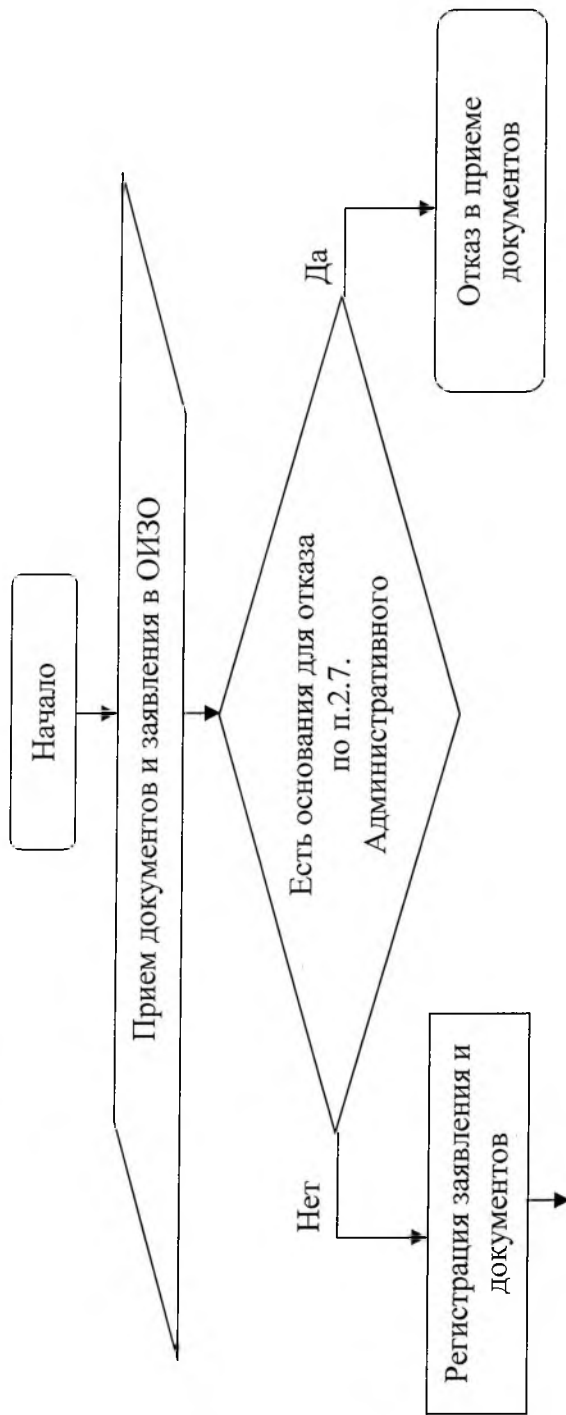 Начало
Прием документов и заявления в ОИЗО
Есть основания для отказа
по п.2.7.
Административного
Нет
Да
Регистрация заявления и
документов
Отказ в приеме
документов